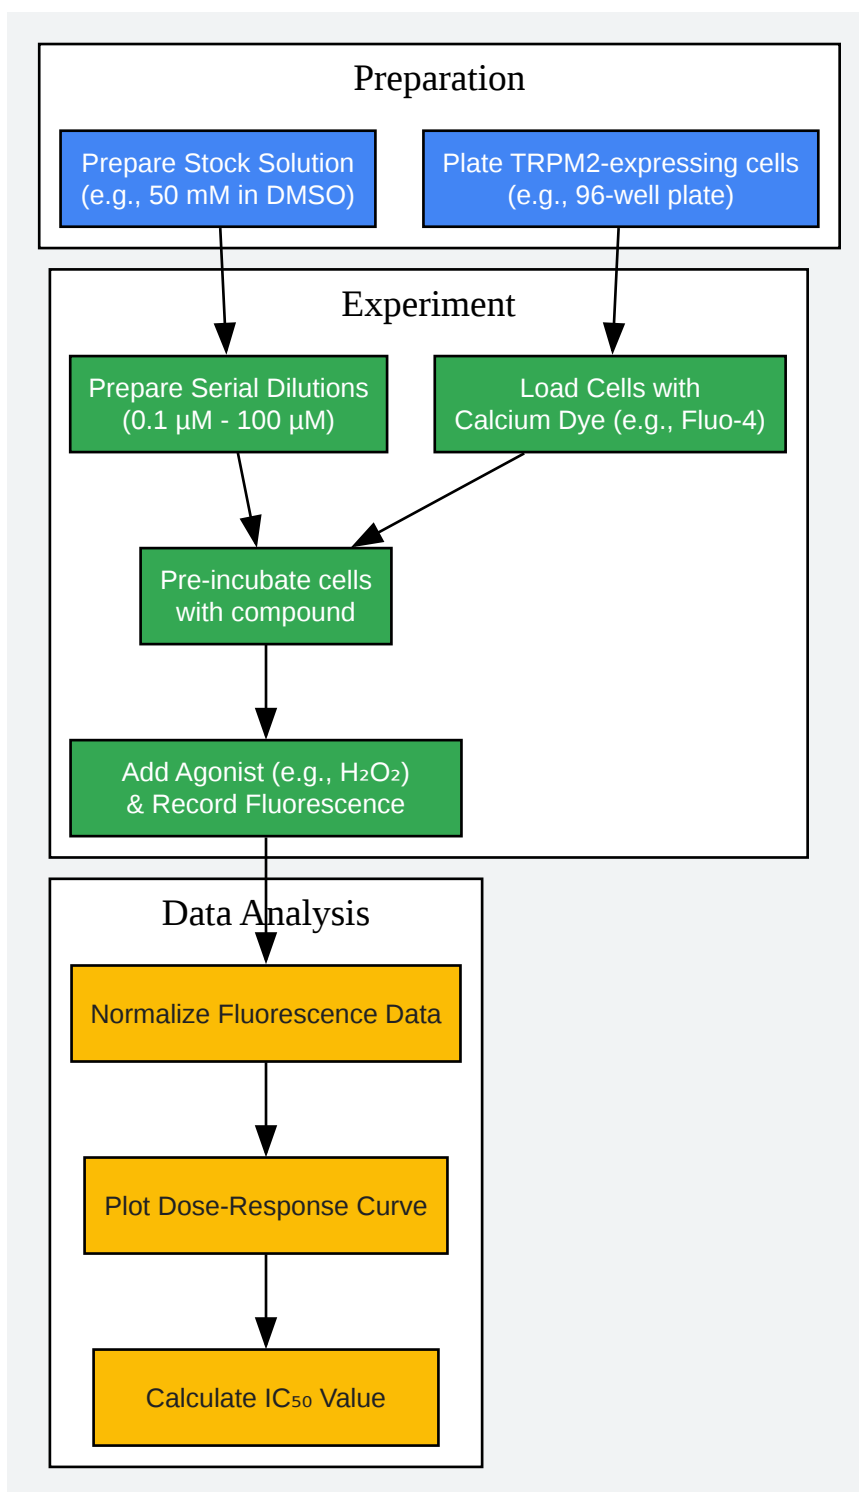 Preparation
Prepare Stock Solution
(e.g., 50 mM in DMSO)
Plate TRPM2-expressing cells
(e.g., 96-well plate)
Experiment
Prepare Serial Dilutions
(0.1 µM - 100 µM)
Load Cells with
Calcium Dye (e.g., Fluo-4)
Pre-incubate cells
with compound
Add Agonist (e.g., H₂O₂)
& Record Fluorescence
Data Analysis
Normalize Fluorescence Data
Plot Dose-Response Curve
Calculate IC₅₀ Value